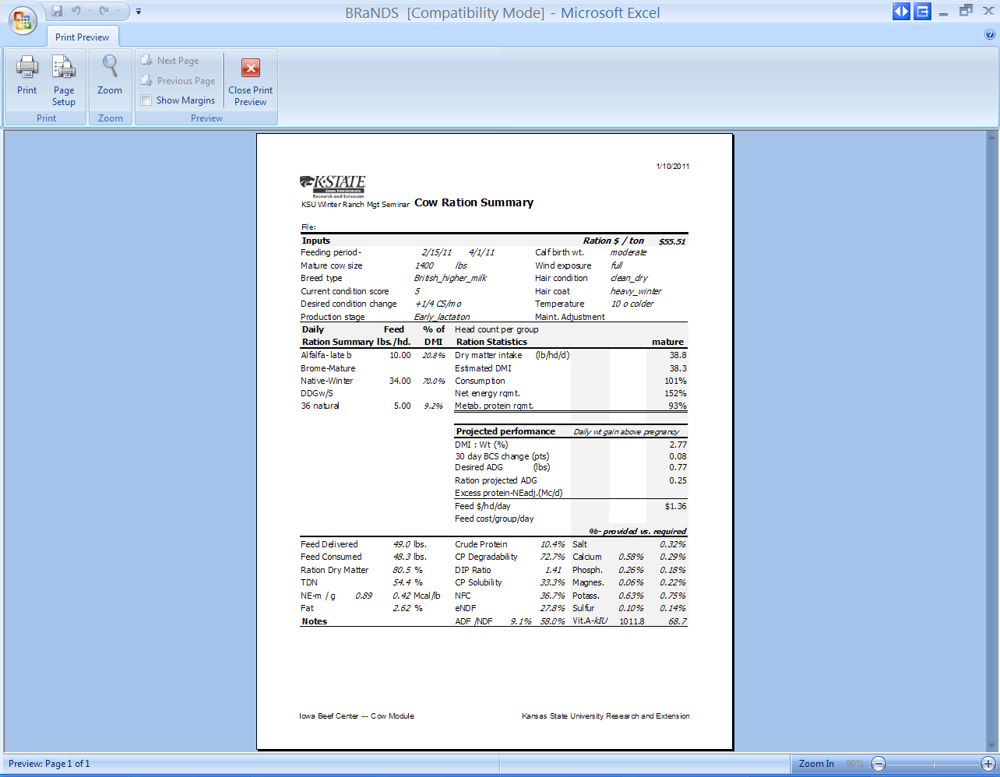 BRaNDS [Compatibility Mode] - Microsoft Excel
Print Preview
Print
Page Setup
Zoom
Next Page
Previous Page
Show Margins
Close Print Preview
Print
Zoom
Preview
1/10/2011
K-STATE
Kansas State University
Research and Extension
KSU Winter Ranch Mgt Seminar Cow Ration Summary
File:
Inputs Ration $ / ton $55.51
Feeding period- 2/15/11 4/1/11 Calf birth wt. moderate
Mature cow size 1400 lbs Wind exposure full
Breed type British_higher_milk Hair condition clean_dry
Current condition score 5 Hair coat heavy_winter
Desired condition change +1/4 CS/mo Temperature 10 o colder
Production stage Early_lactation Maint. Adjustment
Daily Feed % of Head count per group
Ration Summary lbs./hd. DMI Ration Statistics mature
Alfalfa- late b 10.00 20.8% Dry matter intake (lb/hd/d) 38.8
Brome-Mature Estimated DMI 38.3
Native-Winter 34.00 70.0% Consumption 101%
DDGw/S Net energy rqmt. 152%
36 natural 5.00 9.2% Metab. protein rqmt. 93%
Projected performance Daily wt gain above pregnancy
DMI : Wt (%) 2.77
30 day BCS change (pts) 0.08
Desired ADG (lbs) 0.77
Ration projected ADG 0.25
Excess protein-NEadj.(Mc/d)
Feed $/hd/day $1.36
Feed cost/group/day
%- provided vs. required
Feed Delivered 49.0 lbs. Crude Protein 10.4% Salt 0.32%
Feed Consumed 48.3 lbs. CP Degradability 72.7% Calcium 0.58% 0.29%
Ration Dry Matter 80.5 % DIP Ratio 1.41 Phosph. 0.26% 0.18%
TDN 54.4 % CP Solubility 33.3% Magnes. 0.06% 0.22%
NE-m / g 0.89 0.42 Mcal/lb NFC 36.7% Potass. 0.63% 0.75%
Fat 2.62 % eNDF 27.8% Sulfur 0.10% 0.14%
Notes ADF /NDF 9.1% 58.0% Vit.A-kIU 1011.8 68.7
Iowa Beef Center --- Cow Module Kansas State University Research and Extension
Preview: Page 1 of 1 Zoom In 90%